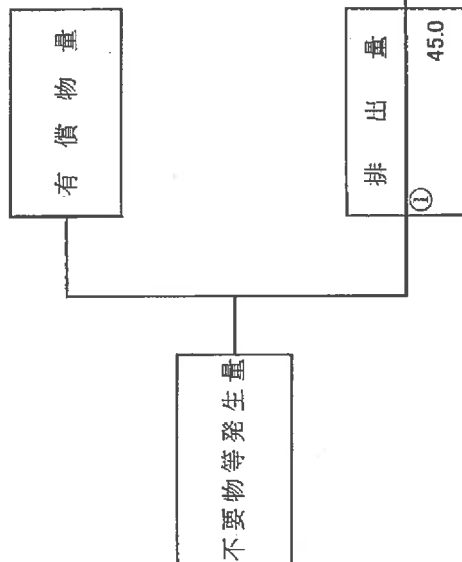 有償物量
不要物等発生量
排出量
①
45.0